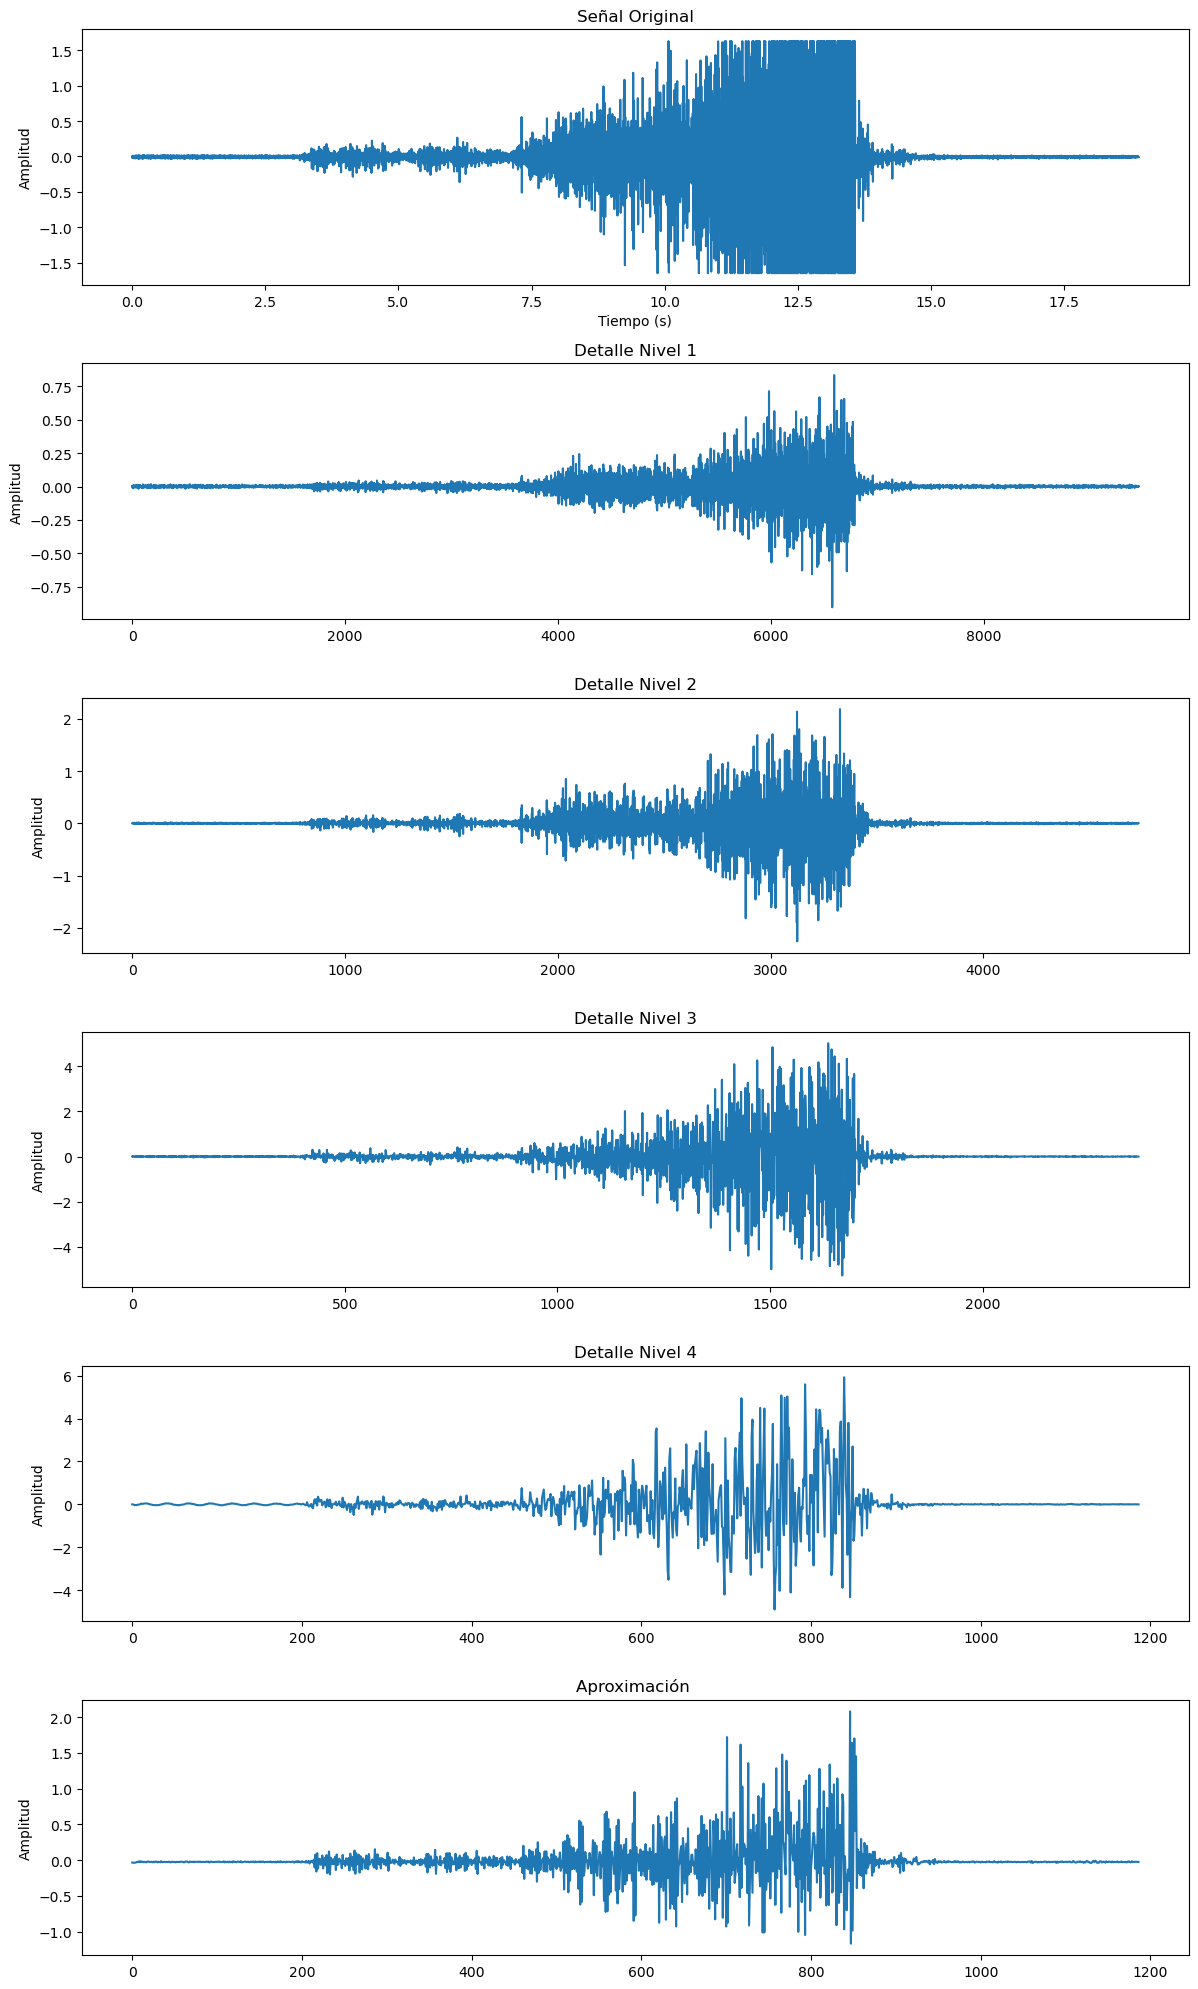 Señal Original
1.5
1.0
0.5
0.0
−0.5
−1.0
−1.5
Amplitud
0.0 2.5 5.0 7.5 10.0 12.5 15.0 17.5
Tiempo (s)
Detalle Nivel 1
0.75
0.50
0.25
0.00
−0.25
−0.50
−0.75
Amplitud
0 2000 4000 6000 8000
Detalle Nivel 2
2
1
0
−1
−2
Amplitud
0 1000 2000 3000 4000
Detalle Nivel 3
4
2
0
−2
−4
Amplitud
0 500 1000 1500 2000
Detalle Nivel 4
6
4
2
0
−2
−4
Amplitud
0 200 400 600 800 1000 1200
Aproximación
2.0
1.5
1.0
0.5
0.0
−0.5
−1.0
Amplitud
0 200 400 600 800 1000 1200